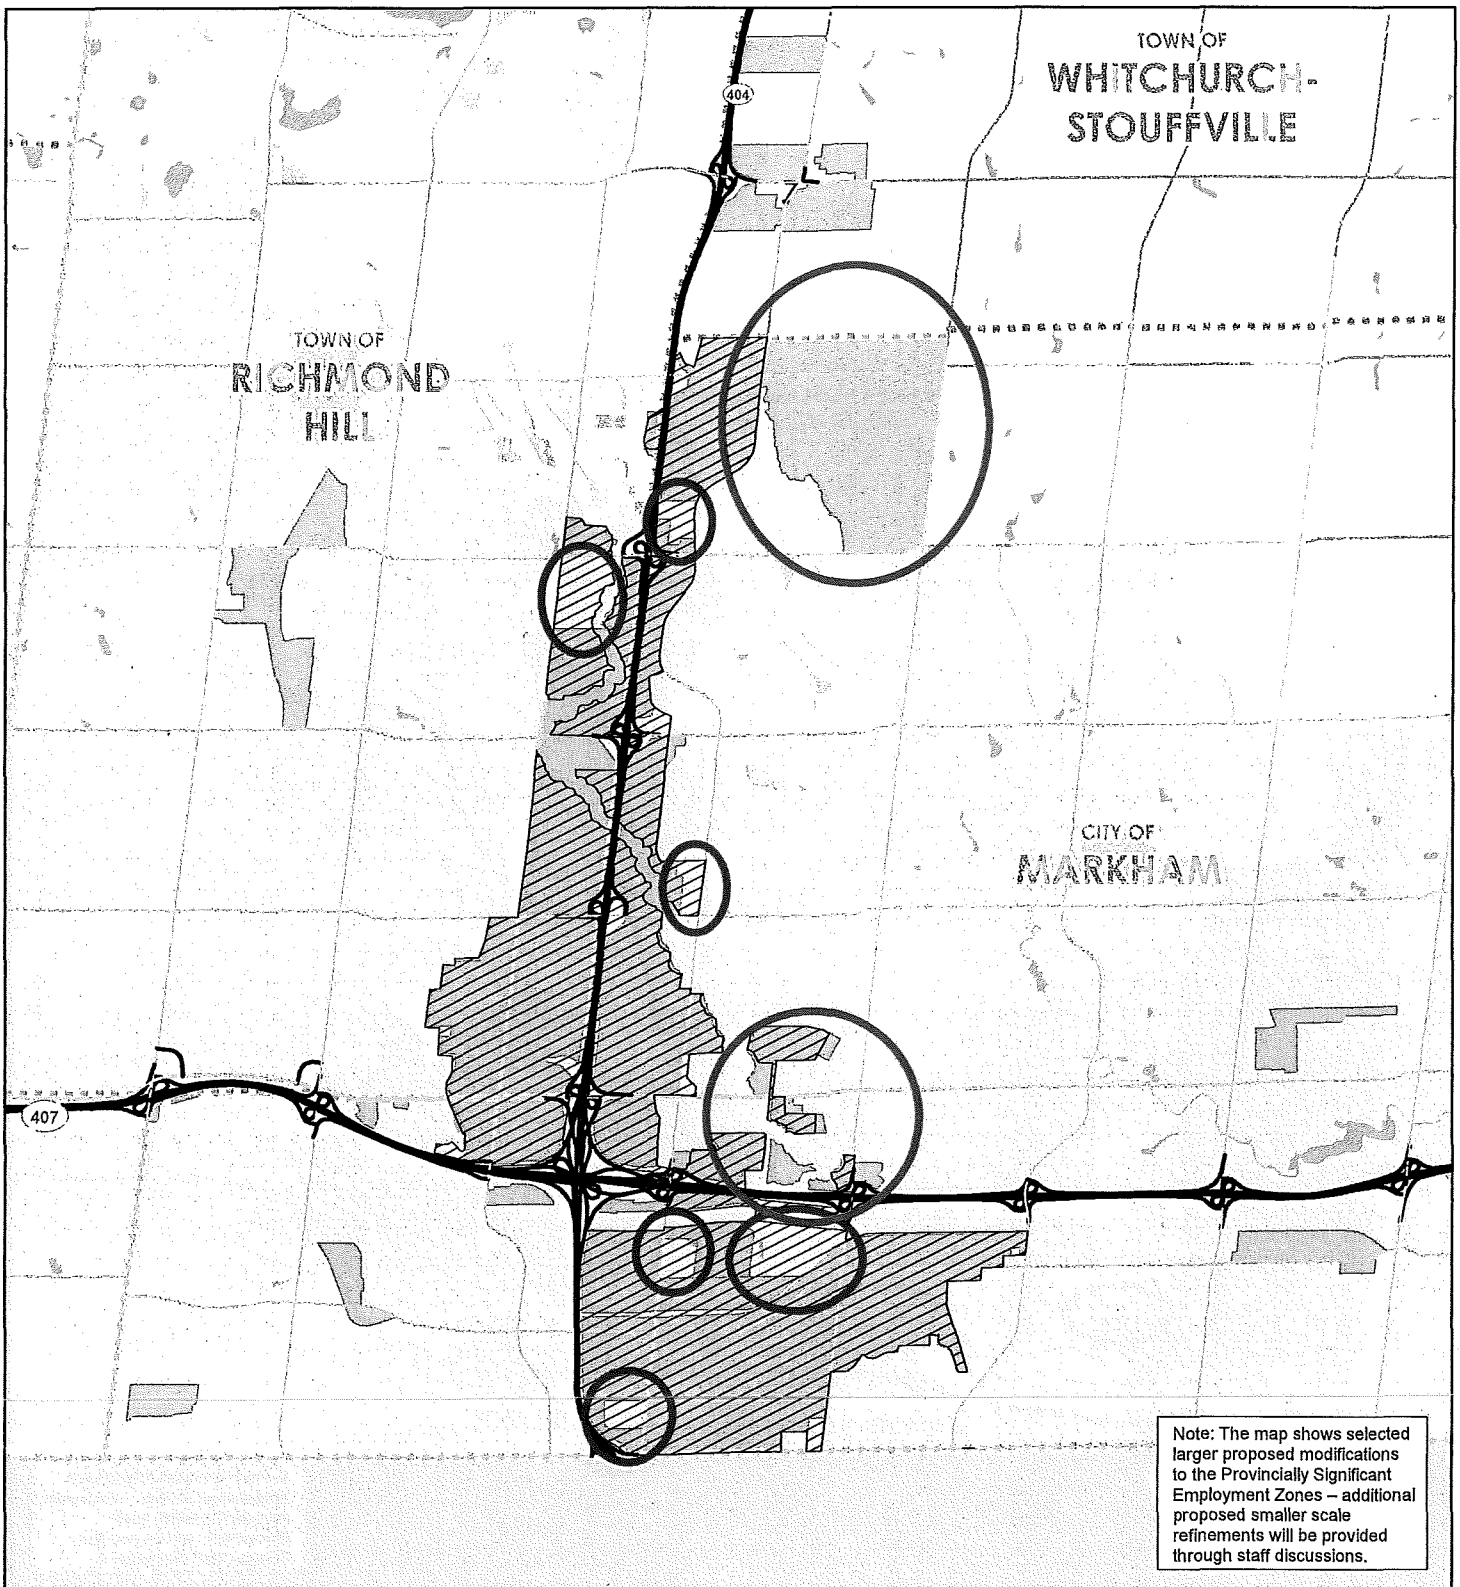 TOWN OF
WHITCHURCH-
STOUFFVILLE
404
TOWN OF
RICHMOND
HILL
CITY OF
MARKHAM
407
Note: The map shows selected
larger proposed modifications
to the Provincially Significant
Employment Zones – additional
proposed smaller scale
refinements will be provided
through staff discussions.